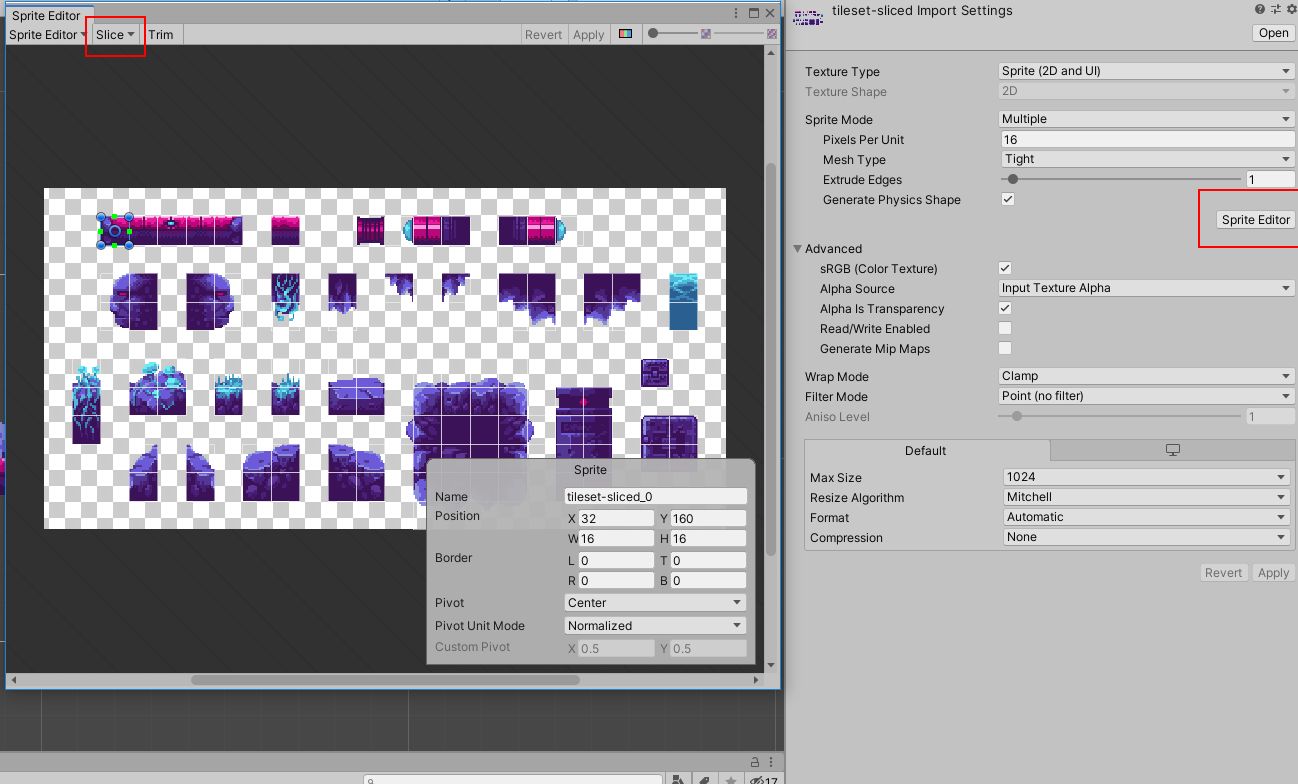 Sprite Editor
Sprite Editor Slice Trim Revert Apply
Sprite
Name tileset-sliced_0
Position X 32 Y 160
W 16 H 16
Border L 0 T 0
R 0 B 0
Pivot Center
Pivot Unit Mode Normalized
Custom Pivot X 0.5 Y 0.5
17
tileset-sliced Import Settings
Open
Texture Type Sprite (2D and UI)
Texture Shape 2D
Sprite Mode Multiple
Pixels Per Unit 16
Mesh Type Tight
Extrude Edges 1
Generate Physics Shape
Sprite Editor
Advanced
sRGB (Color Texture)
Alpha Source Input Texture Alpha
Alpha Is Transparency
Read/Write Enabled
Generate Mip Maps
Wrap Mode Clamp
Filter Mode Point (no filter)
Aniso Level 1
Default
Max Size 1024
Resize Algorithm Mitchell
Format Automatic
Compression None
Revert Apply